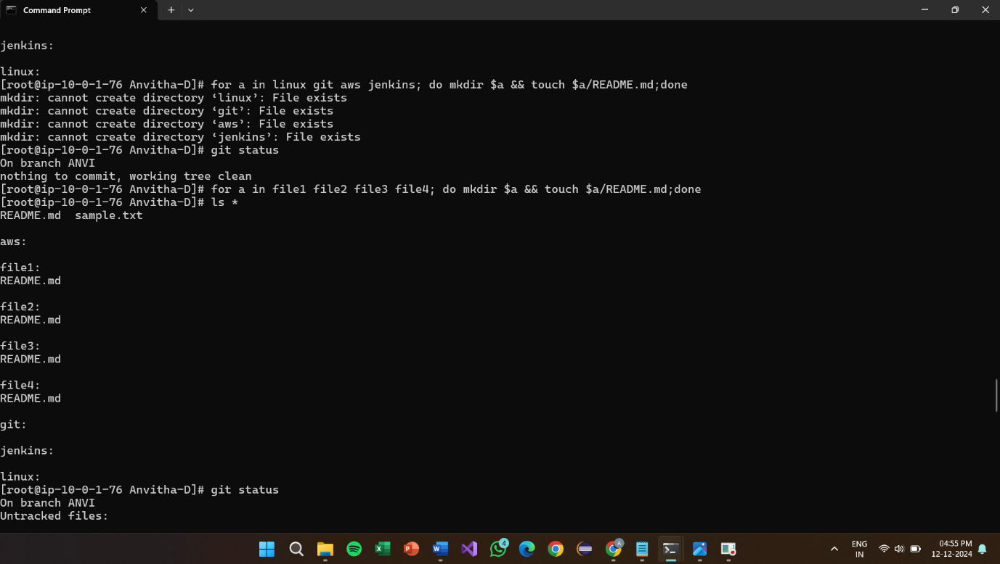 Command Prompt
jenkins:
linux:
[root@ip-10-0-1-76 Anvitha-D]# for a in linux git aws jenkins; do mkdir $a && touch $a/README.md;done
mkdir: cannot create directory ‘linux’: File exists
mkdir: cannot create directory ‘git’: File exists
mkdir: cannot create directory ‘aws’: File exists
mkdir: cannot create directory ‘jenkins’: File exists
[root@ip-10-0-1-76 Anvitha-D]# git status
On branch ANVI
nothing to commit, working tree clean
[root@ip-10-0-1-76 Anvitha-D]# for a in file1 file2 file3 file4; do mkdir $a && touch $a/README.md;done
[root@ip-10-0-1-76 Anvitha-D]# ls *
README.md  sample.txt
aws:
file1:
README.md
file2:
README.md
file3:
README.md
file4:
README.md
git:
jenkins:
linux:
[root@ip-10-0-1-76 Anvitha-D]# git status
On branch ANVI
Untracked files:
4
A
ENG
IN
04:55 PM
12-12-2024